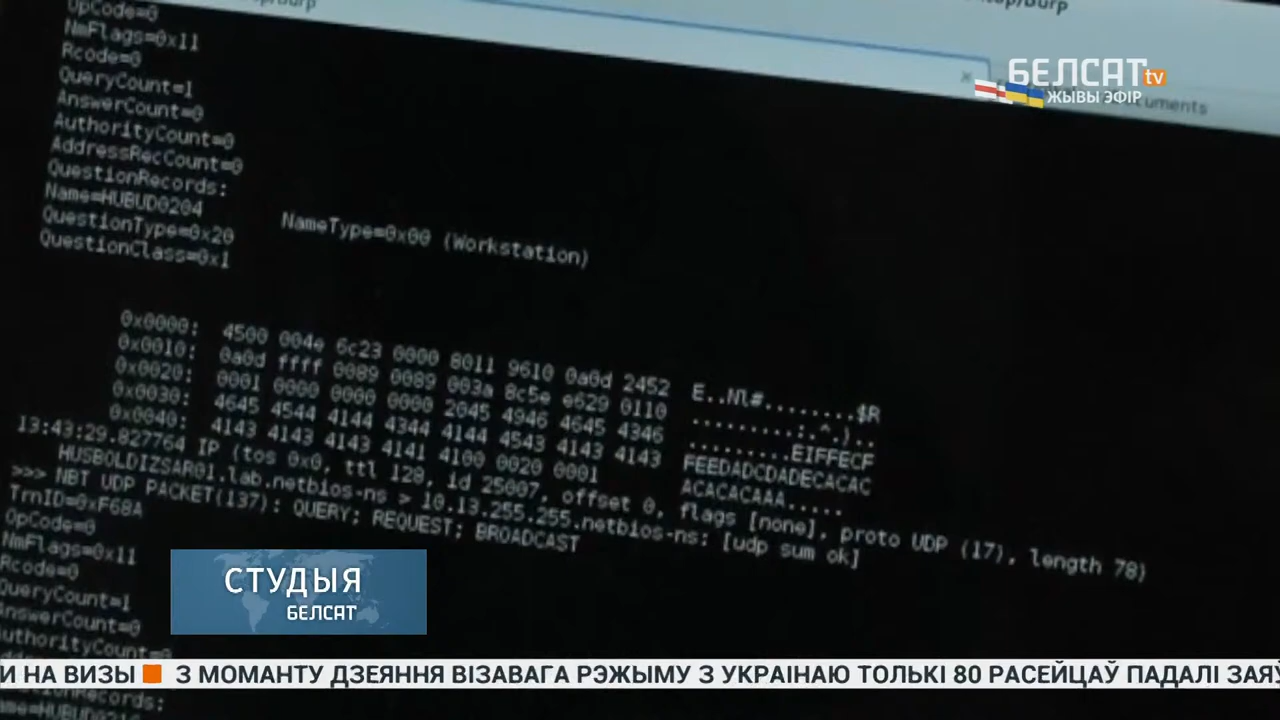 OpCode=0
NmFlags=0x11
Rcode=0
QueryCount=1
AnswerCount=0
AuthorityCount=0
AddressRecCount=0
QuestionRecords:
Name=HUBUD0204 NameType=0x00 (Workstation)
QuestionType=0x20
QuestionClass=0x1
0x0000: 4500 004e 6c23 0000 8011 9610 0a0d 2452 E..Nl#........$R
0x0010: 0a0d ffff 0089 0089 003a 8c5e e629 0110 .........:.^.)..
0x0020: 0001 0000 0000 0000 2045 4946 4645 4346 .........EIFFECF
0x0030: 4645 4544 4144 4344 4144 4543 4143 4143 FEEDADCDADECACAC
0x0040: 4143 4143 4143 4141 4100 0020 0001 ACACACAAA.....
13:43:29.827764 IP (tos 0x0, ttl 128, id 25007, offset 0, flags [none], proto UDP (17), length 78)
HUSBOLDIZSAR01.lab.netbios-ns > 10.13.255.255.netbios-ns: [udp sum ok]
>>> NBT UDP PACKET(137): QUERY; REQUEST; BROADCAST
TrnID=0xF68A
OpCode=0
NmFlags=0x11
Rcode=0
QueryCount=1
AnswerCount=0
AuthorityCount=0
БЕЛСАТ tv
ЖЫВЫ ЭФІР
СТУДЫЯ
БЕЛСАТ
И НА ВИЗЫ З МОМАНТУ ДЗЕЯННЯ ВІЗАВАГА РЭЖЫМУ З УКРАІНАЮ ТОЛЬКІ 80 РАСЕЙЦАЎ ПАДАЛІ ЗАЯЎ